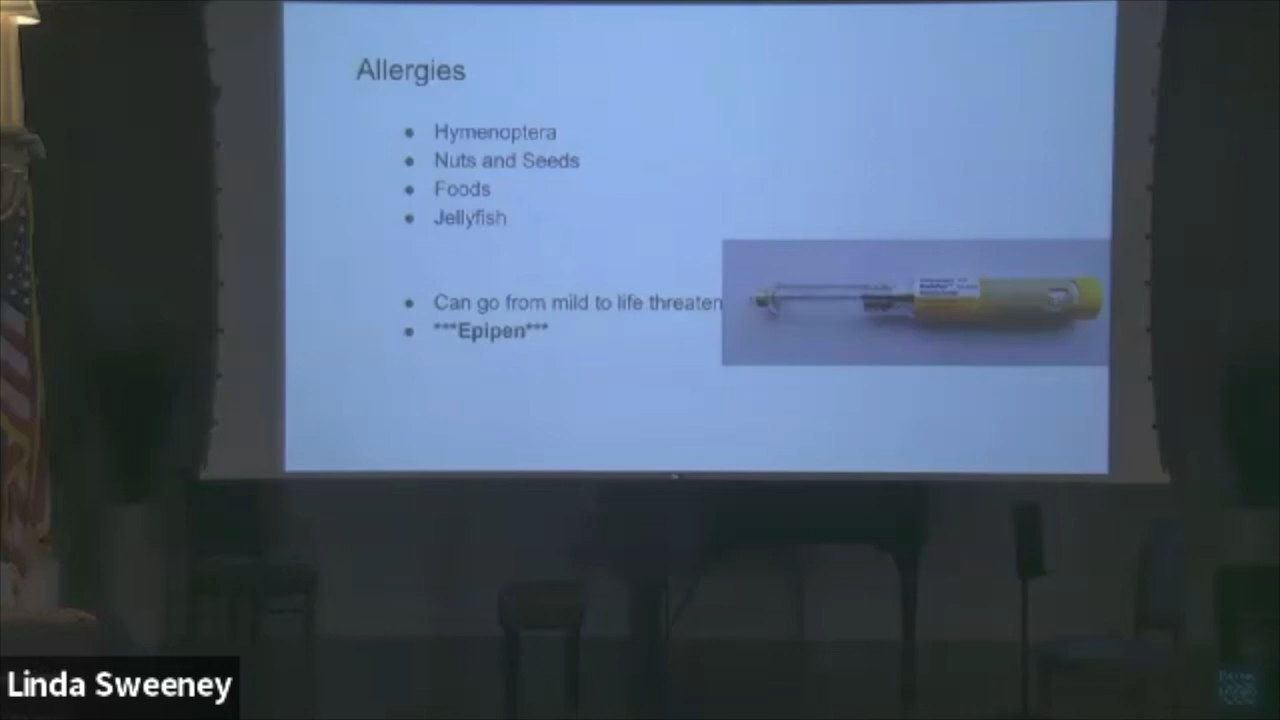 Allergies
● Hymenoptera
● Nuts and Seeds
● Foods
● Jellyfish
● Can go from mild to life threaten
● ***Epipen***
Linda Sweeney